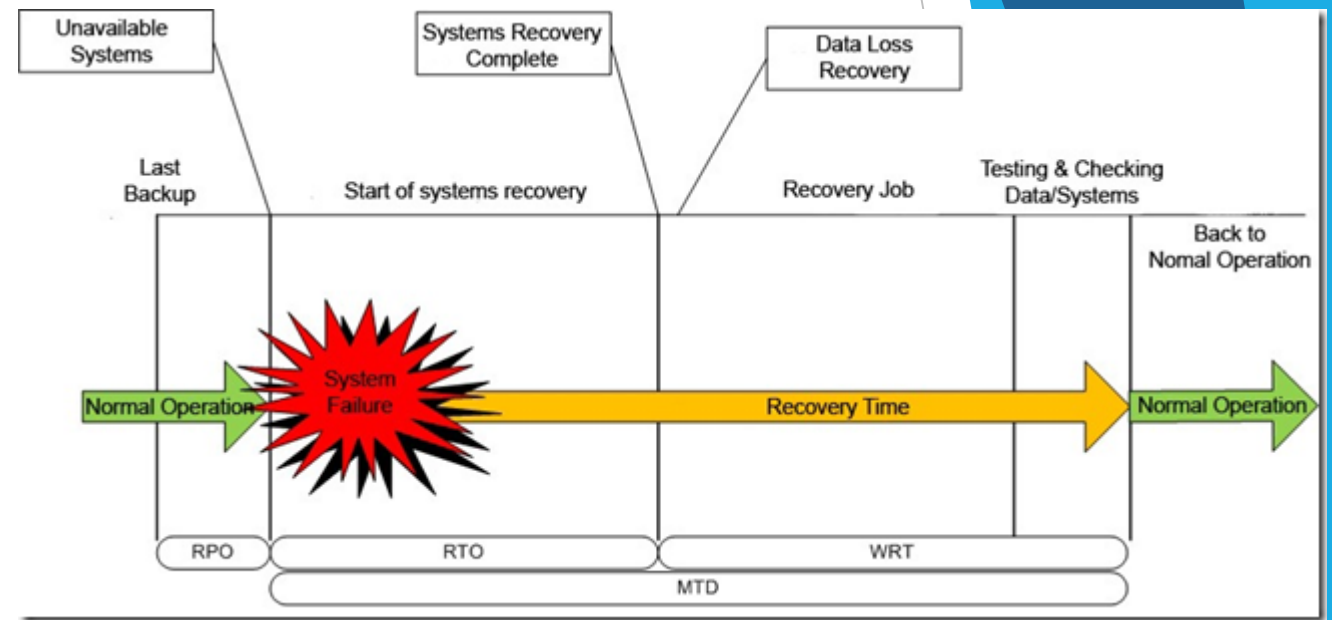 Unavailable
Systems
Systems Recovery
Complete
Data Loss
Recovery
Last
Backup
Start of systems recovery
Recovery Job
Testing & Checking
Data/Systems
Back to
Nomal Operation
Normal Operation
System
Failure
Recovery Time
Normal Operation
RPO
RTO
WRT
MTD